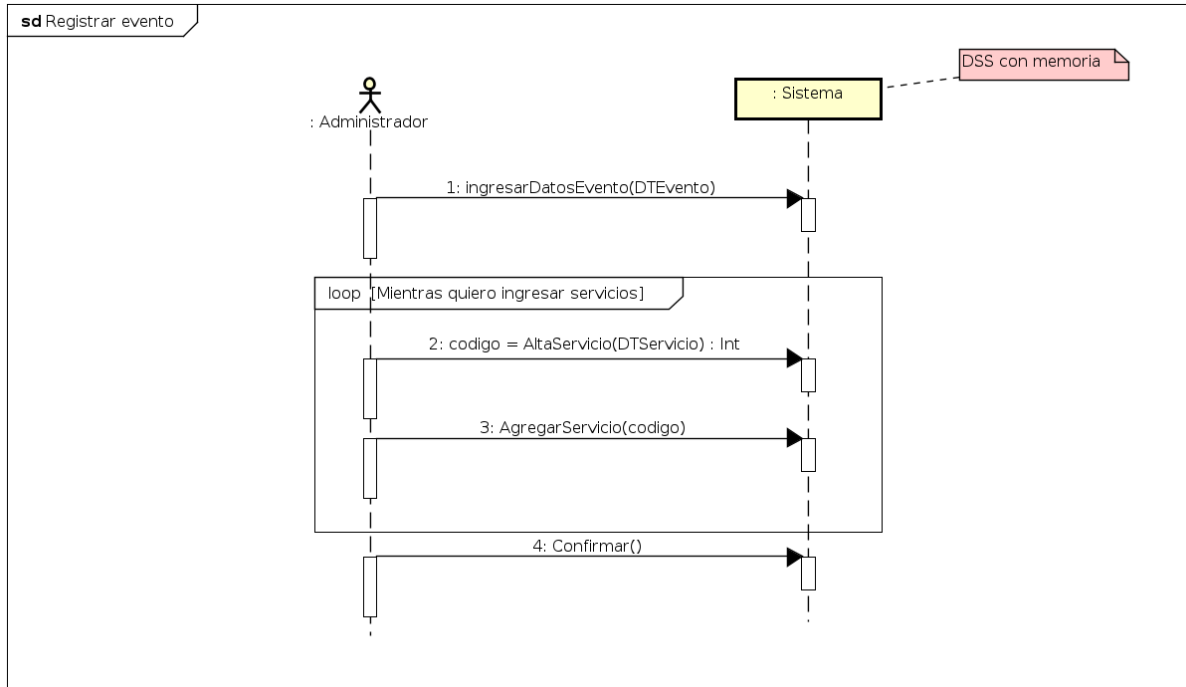 sd Registrar evento
DSS con memoria
: Sistema
: Administrador
1: ingresarDatosEvento(DTEvento)
loop [Mientras quiero ingresar servicios]
2: codigo = AltaServicio(DTServicio) : Int
3: AgregarServicio(codigo)
4: Confirmar()